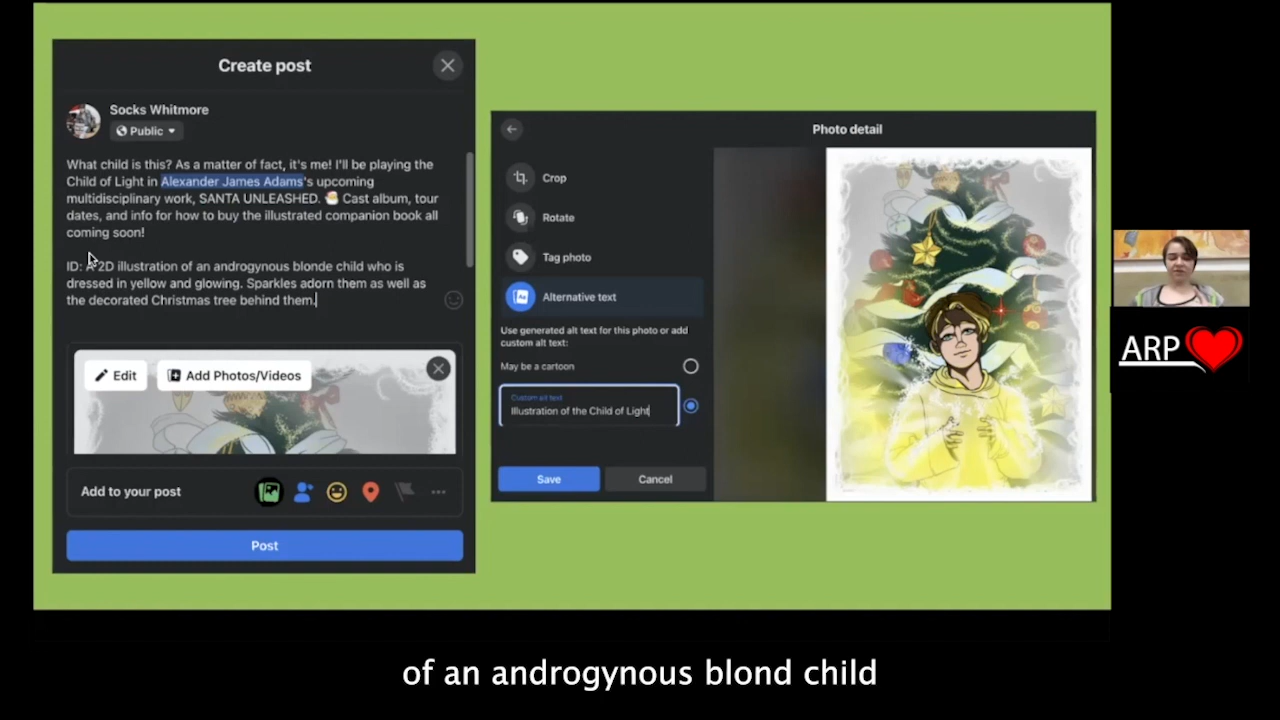 Create post
Socks Whitmore
Public
What child is this? As a matter of fact, it's me! I'll be playing the
Child of Light in Alexander James Adams's upcoming
multidisciplinary work, SANTA UNLEASHED. 🎅 Cast album, tour
dates, and info for how to buy the illustrated companion book all
coming soon!
ID: A 2D illustration of an androgynous blonde child who is
dressed in yellow and glowing. Sparkles adorn them as well as
the decorated Christmas tree behind them.
Edit
Add Photos/Videos
Add to your post
Post
Photo detail
Crop
Rotate
Tag photo
Alternative text
Use generated alt text for this photo or add
custom alt text:
May be a cartoon
Custom alt text
Illustration of the Child of Light
Save
Cancel
ARP
of an androgynous blond child